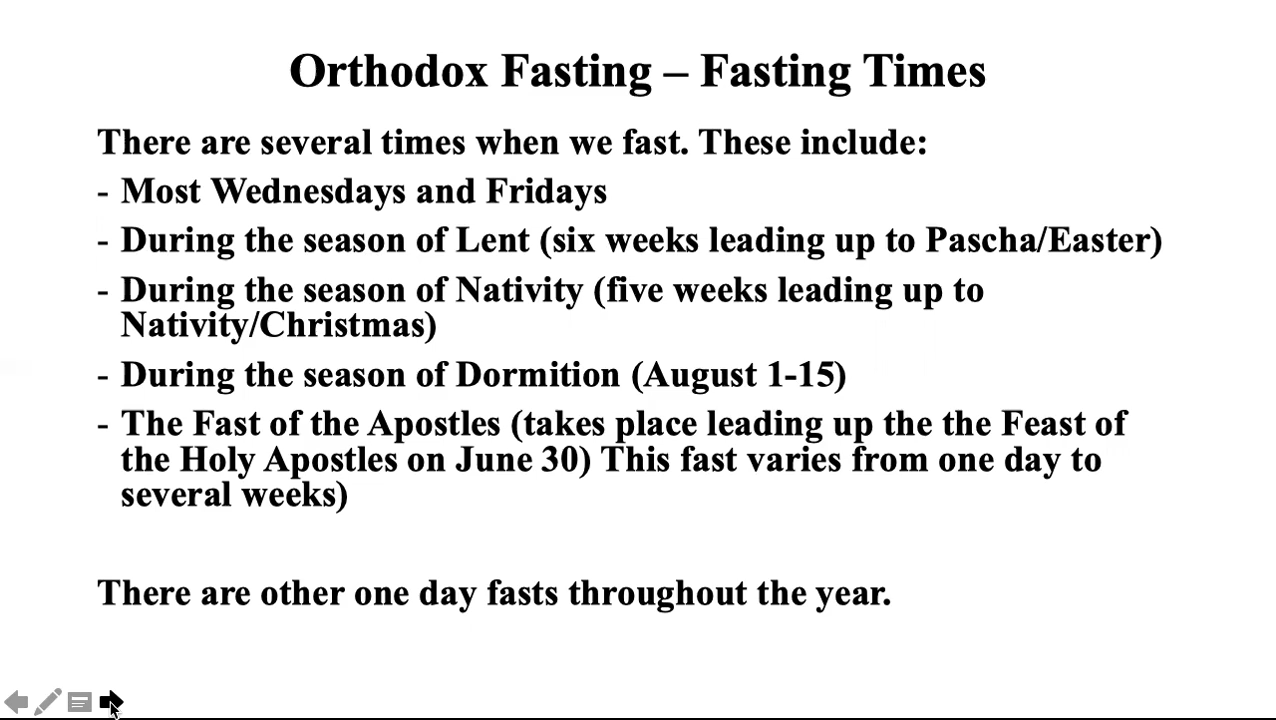 Orthodox Fasting – Fasting Times
There are several times when we fast. These include:
- Most Wednesdays and Fridays
- During the season of Lent (six weeks leading up to Pascha/Easter)
- During the season of Nativity (five weeks leading up to
Nativity/Christmas)
- During the season of Dormition (August 1-15)
- The Fast of the Apostles (takes place leading up the the Feast of
the Holy Apostles on June 30) This fast varies from one day to
several weeks)
There are other one day fasts throughout the year.